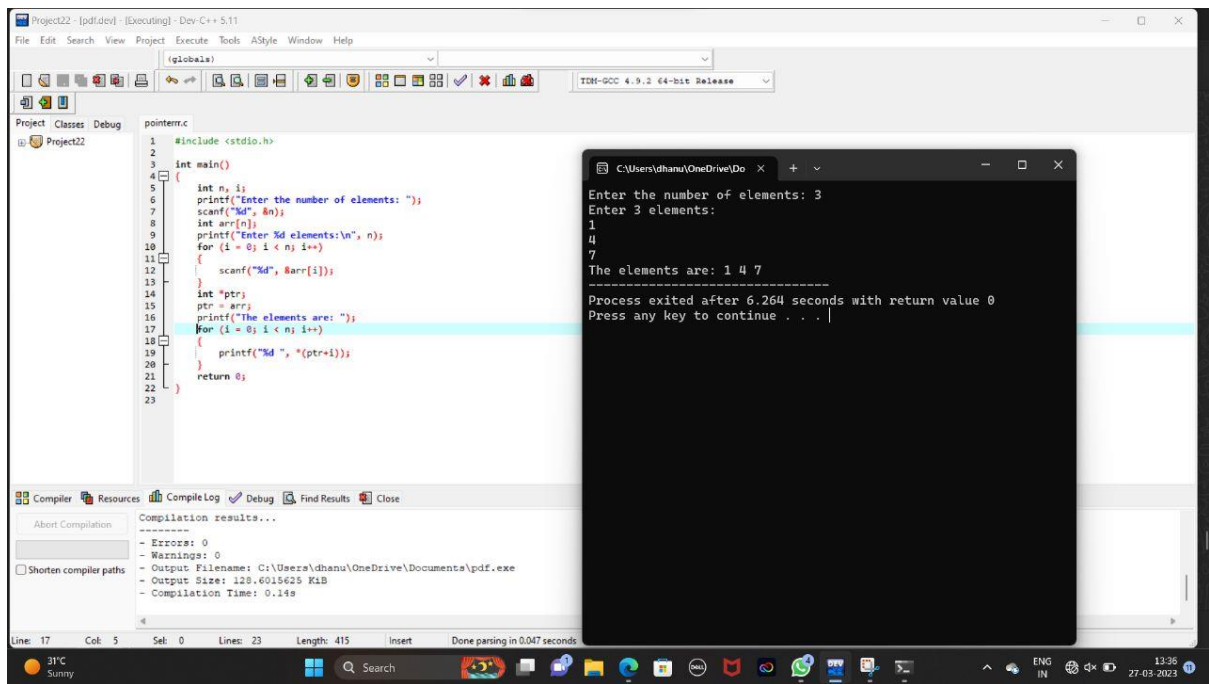 Project22 - [pdf.dev] - [Executing] - Dev-C++ 5.11
File Edit Search View Project Execute Tools AStyle Window Help
(globals)
TDM-GCC 4.9.2 64-bit Release
Project Classes Debug
Project22
pointerrr.c
1 #include <stdio.h>
2
3 int main()
4 {
5 int n, i;
6 printf("Enter the number of elements: ");
7 scanf("%d", &n);
8 int arr[n];
9 printf("Enter %d elements:\n", n);
10 for (i = 0; i < n; i++)
11 {
12 scanf("%d", &arr[i]);
13 }
14 int *ptr;
15 ptr = arr;
16 printf("The elements are: ");
17 for (i = 0; i < n; i++)
18 {
19 printf("%d ", *(ptr+i));
20 }
21 return 0;
22 }
23
C:\Users\dhanu\OneDrive\Do
Enter the number of elements: 3
Enter 3 elements:
1
4
7
The elements are: 1 4 7
--------------------------------
Process exited after 6.264 seconds with return value 0
Press any key to continue . . .
Compiler Resources Compile Log Debug Find Results Close
Abort Compilation
Shorten compiler paths
Compilation results...
--------
- Errors: 0
- Warnings: 0
- Output Filename: C:\Users\dhanu\OneDrive\Documents\pdf.exe
- Output Size: 128.6015625 KiB
- Compilation Time: 0.14s
Line: 17 Col: 5 Sel: 0 Lines: 23 Length: 415 Insert Done parsing in 0.047 seconds
31°C
Sunny
Search
ENG
IN
13:36
27-03-2023